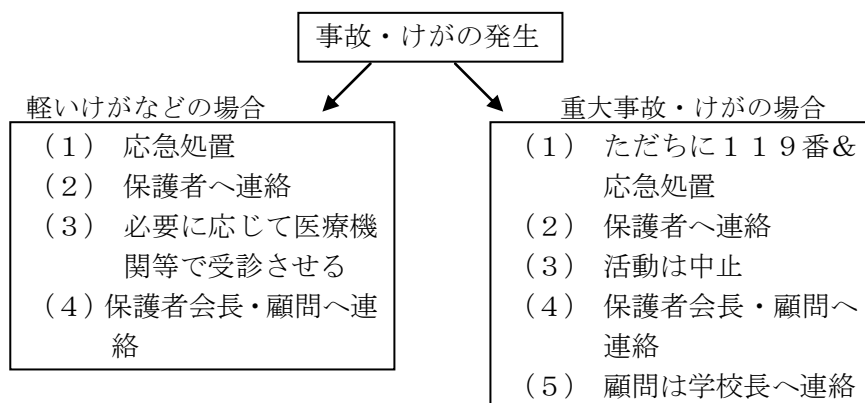 事故・けがの発生
軽いけがなどの場合
（１） 応急処置
（２） 保護者へ連絡
（３） 必要に応じて医療機
関等で受診させる
（４）保護者会長・顧問へ連
絡
重大事故・けがの場合
（１） ただちに１１９番＆
応急処置
（２） 保護者へ連絡
（３） 活動は中止
（４） 保護者会長・顧問へ
連絡
（５） 顧問は学校長へ連絡